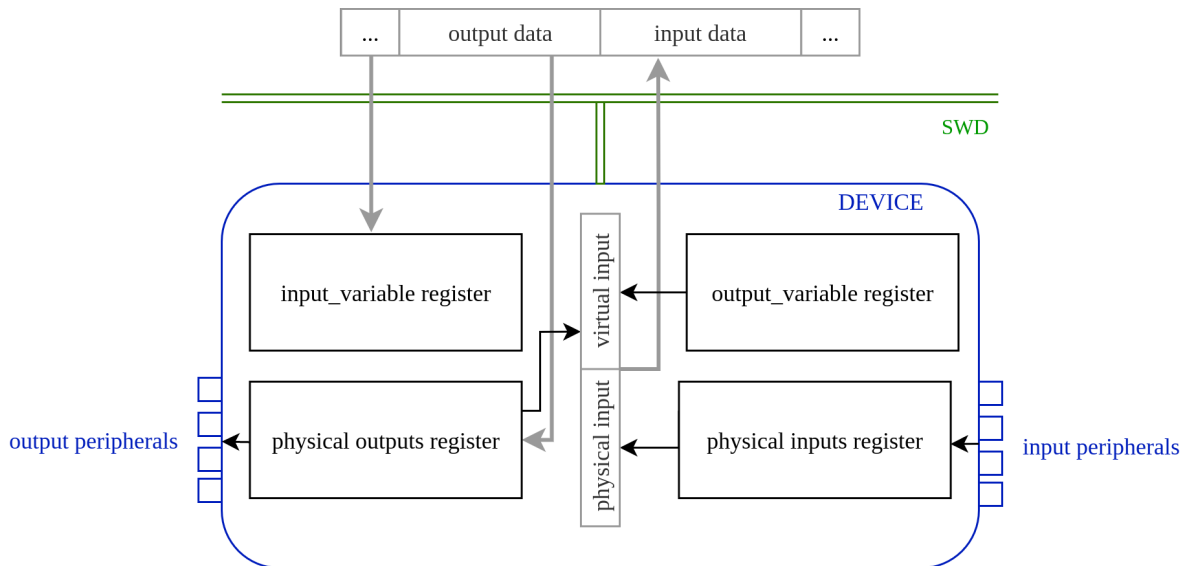 ...
output data
input data
...
SWD
DEVICE
input_variable register
virtual input
output_variable register
output peripherals
physical outputs register
physical input
physical inputs register
input peripherals